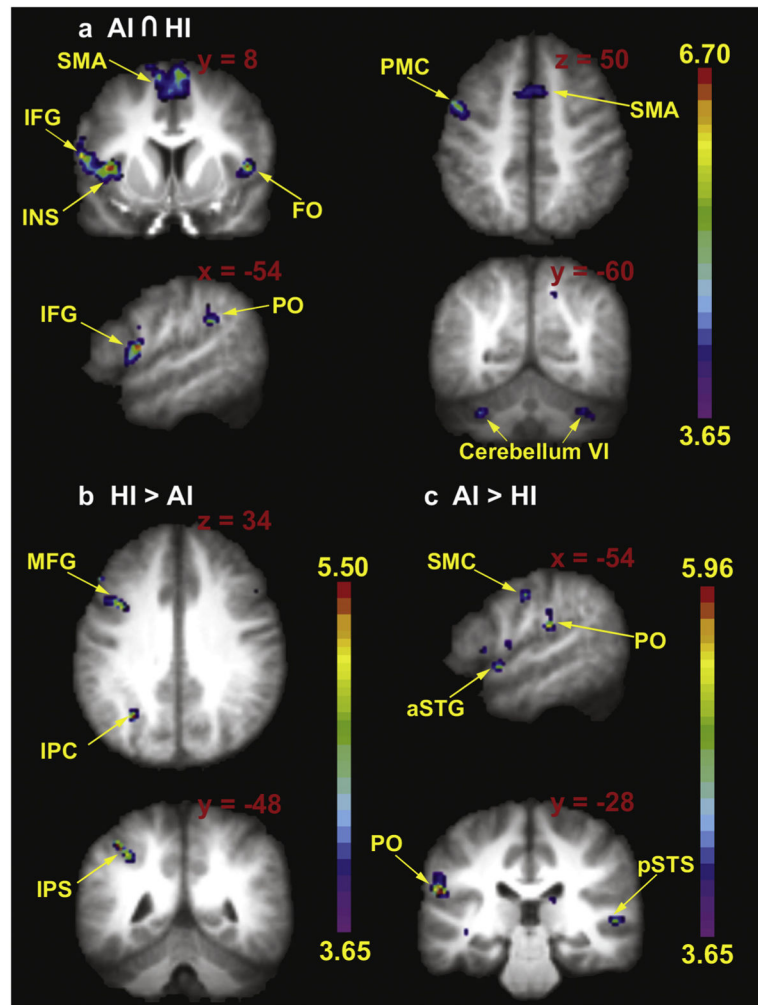 a AI ∩ HI
SMA
y = 8
IFG
INS
FO
PMC
z = 50
SMA
6.70
3.65
x = -54
IFG
PO
y = -60
Cerebellum VI
b HI > AI
z = 34
MFG
IPC
5.50
3.65
y = -48
IPS
c AI > HI
x = -54
SMC
PO
aSTG
5.96
3.65
y = -28
PO
pSTS